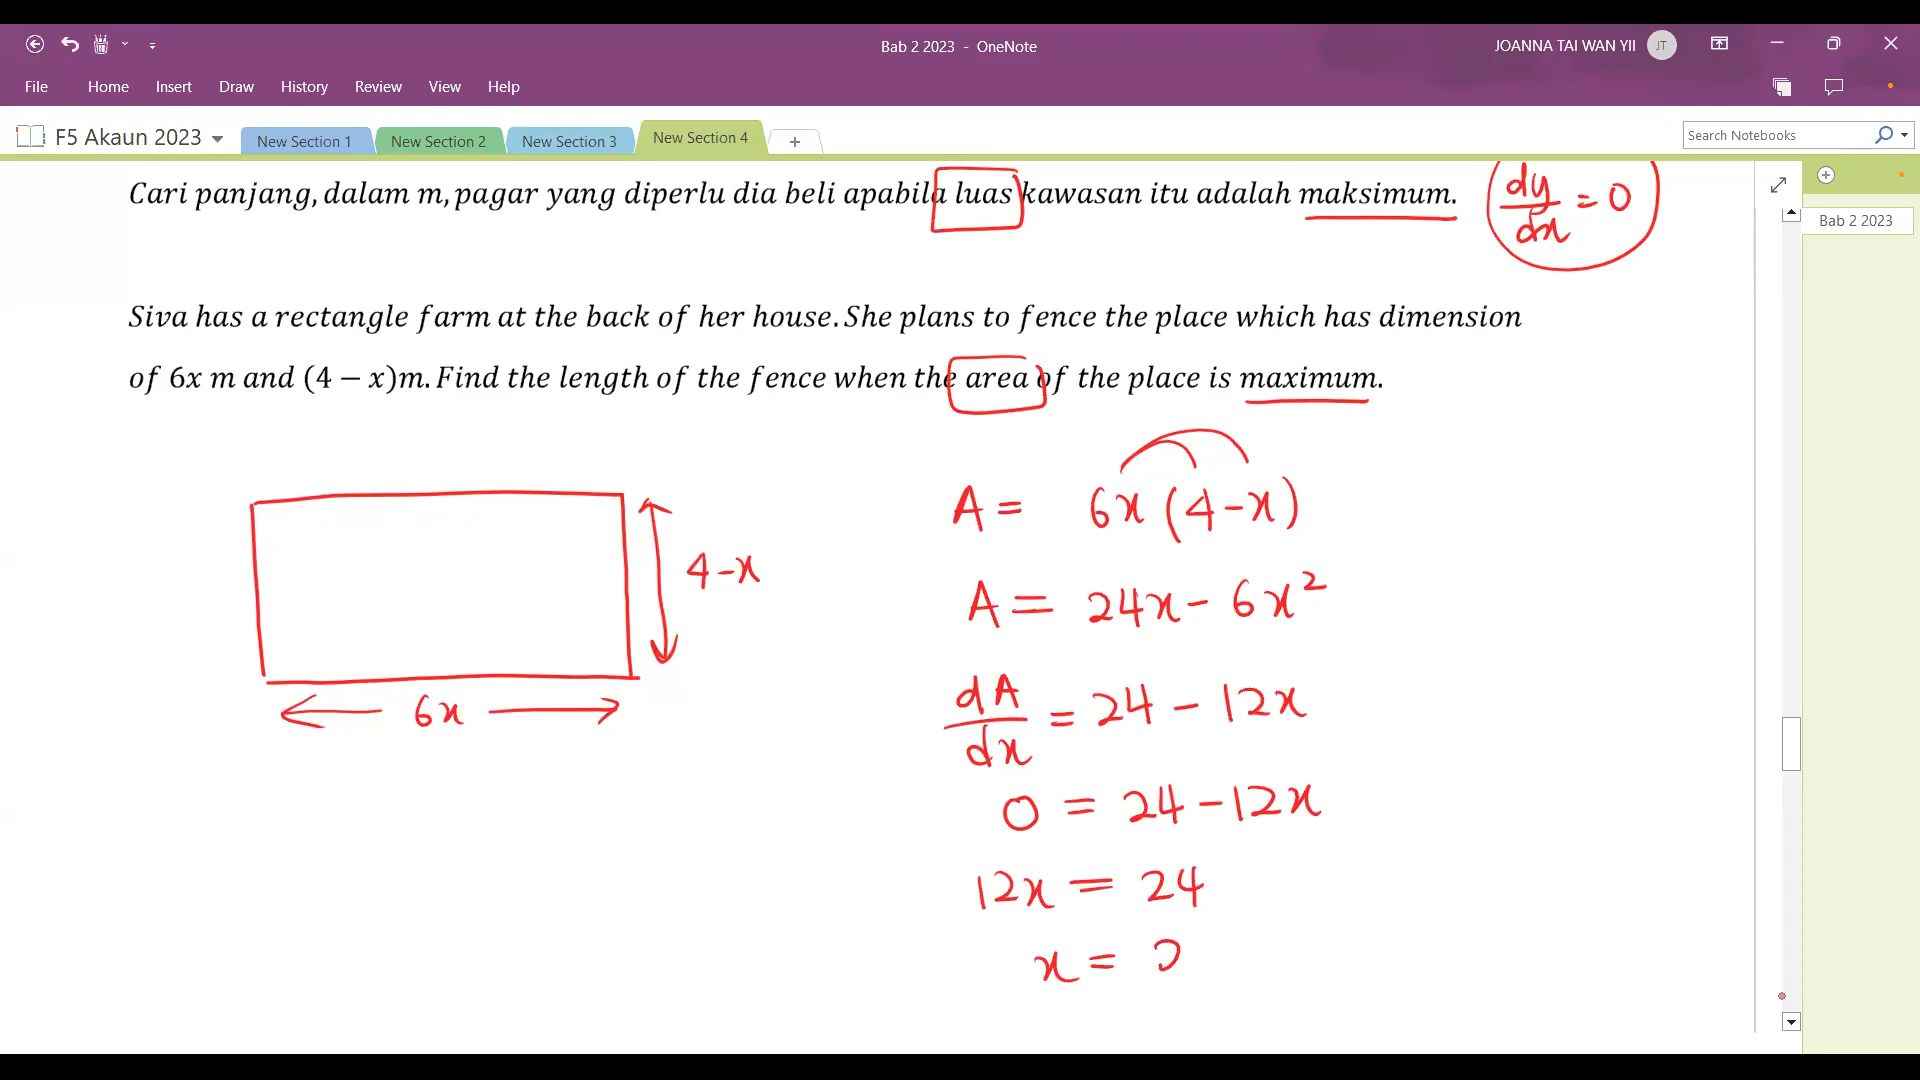 Bab 2 2023 - OneNote
JOANNA TAI WAN YII JT
File Home Insert Draw History Review View Help
F5 Akaun 2023 New Section 1 New Section 2 New Section 3 New Section 4 +
Search Notebooks
Bab 2 2023
Cari panjang, dalam m, pagar yang diperlu dia beli apabila luas kawasan itu adalah maksimum.
dy/dx = 0
Siva has a rectangle farm at the back of her house. She plans to fence the place which has dimension
of 6x m and (4 − x)m. Find the length of the fence when the area of the place is maximum.
4-x
6x
A = 6x(4-x)
A = 24x - 6x²
dA/dx = 24 - 12x
0 = 24 - 12x
12x = 24
x =